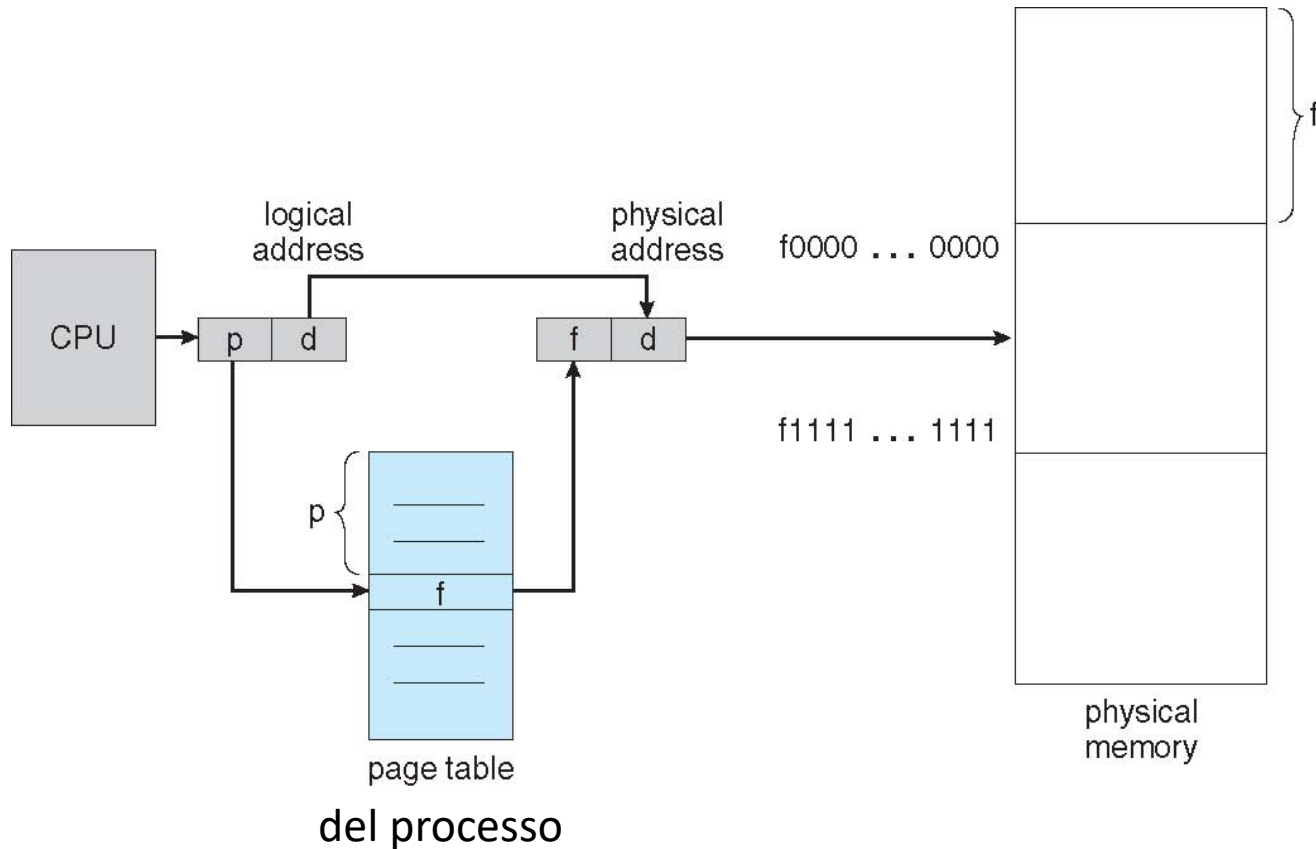 f
logical
address
physical
address
f0000 ... 0000
CPU
p d
f d
f1111 ... 1111
p
f
physical
memory
page table
del processo